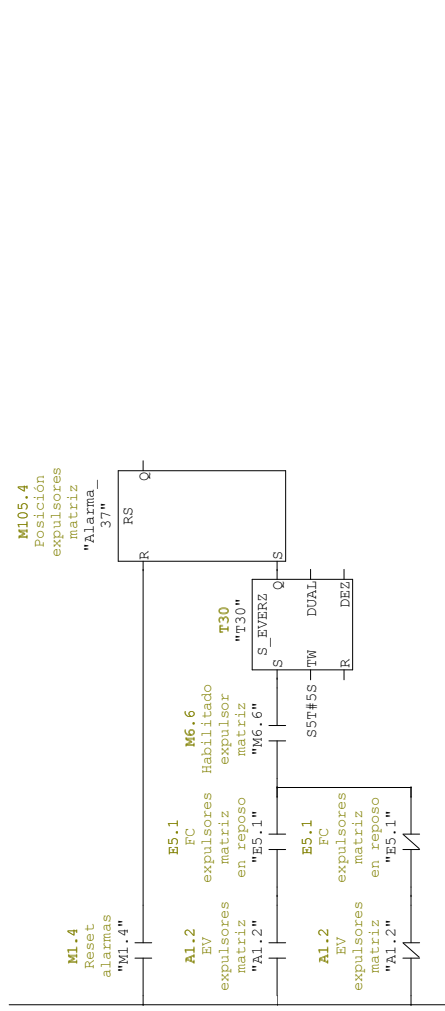 M105.4
Posición
expulsores
matriz
"Alarma_
37"
M1.4
Reset
alarmas
"M1.4"
RS
R
Q
T30
"T30"
A1.2
EV
expulsores
matriz
"A1.2"
E5.1
FC
expulsores
matriz
en reposo
"E5.1"
M6.6
Habilitado
expulsor
matriz
"M6.6"
S_EVERZ
S
Q
S
S5T#5S
TW
DUAL
R
DEZ
A1.2
EV
expulsores
matriz
"A1.2"
E5.1
FC
expulsores
matriz
en reposo
"E5.1"